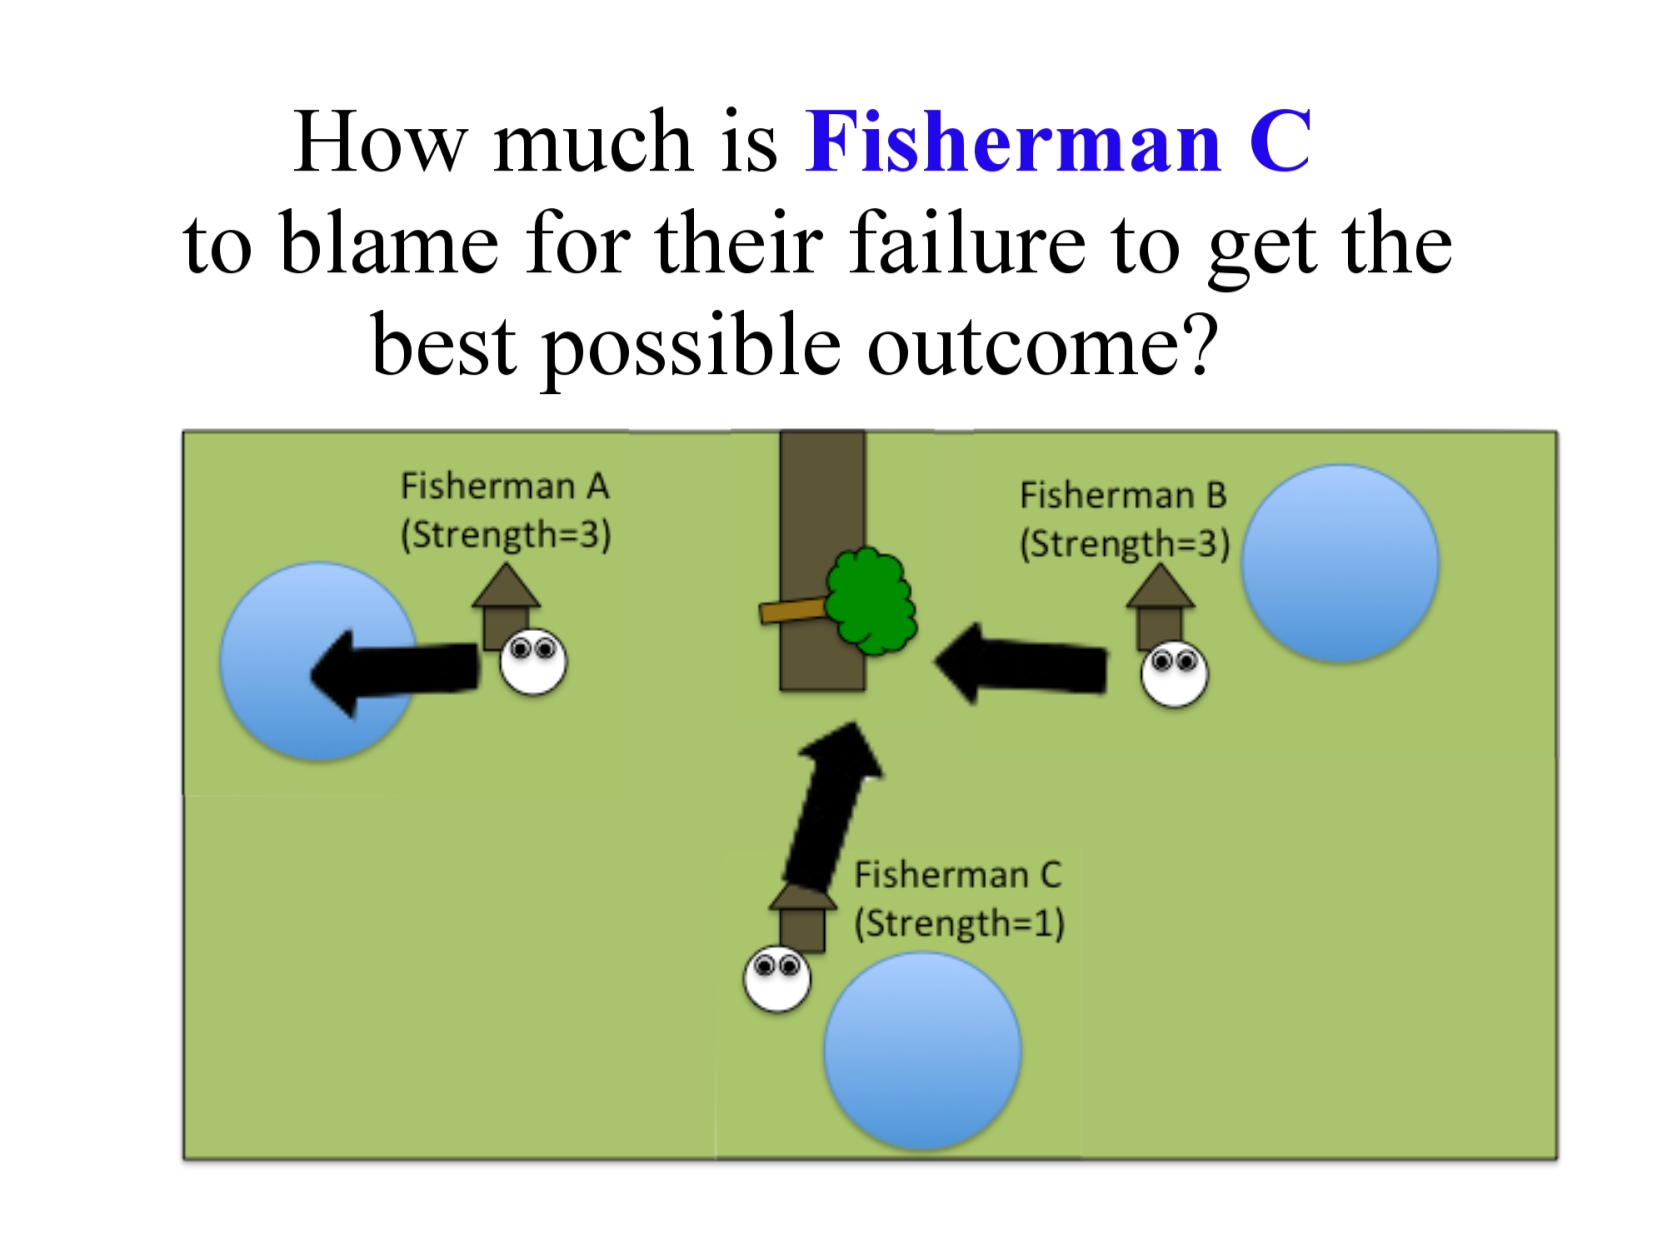 How much is Fisherman C
to blame for their failure to get the
best possible outcome?
Fisherman A
(Strength=3)
Fisherman B
(Strength=3)
Fisherman C
(Strength=1)